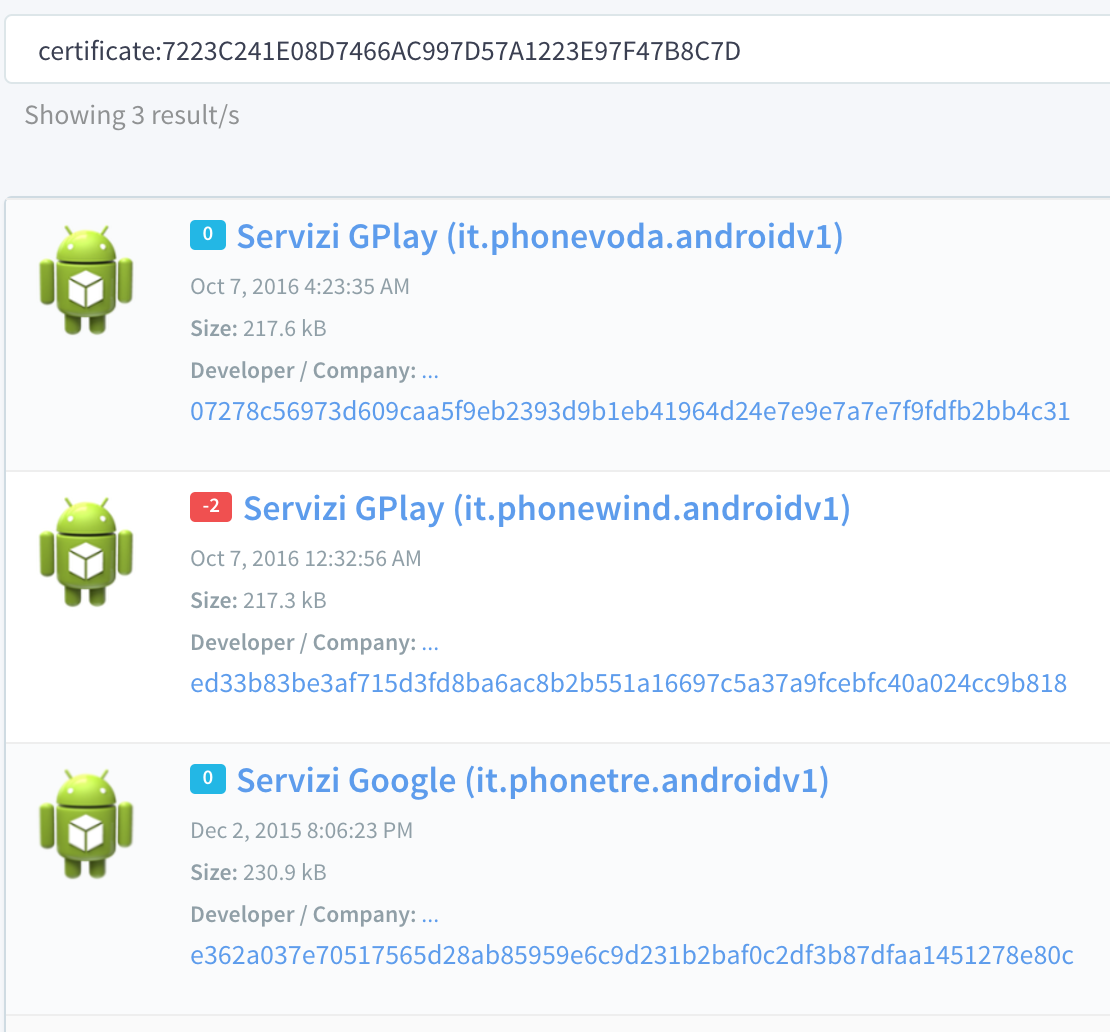 certificate:7223C241E08D7466AC997D57A1223E97F47B8C7D
Showing 3 result/s
0 Servizi GPlay (it.phonevoda.androidv1)
Oct 7, 2016 4:23:35 AM
Size: 217.6 kB
Developer / Company: ...
07278c56973d609caa5f9eb2393d9b1eb41964d24e7e9e7a7e7f9fdfb2bb4c31
-2 Servizi GPlay (it.phonewind.androidv1)
Oct 7, 2016 12:32:56 AM
Size: 217.3 kB
Developer / Company: ...
ed33b83be3af715d3fd8ba6ac8b2b551a16697c5a37a9fcebfc40a024cc9b818
0 Servizi Google (it.phonetre.androidv1)
Dec 2, 2015 8:06:23 PM
Size: 230.9 kB
Developer / Company: ...
e362a037e70517565d28ab85959e6c9d231b2baf0c2df3b87dfaa1451278e80c